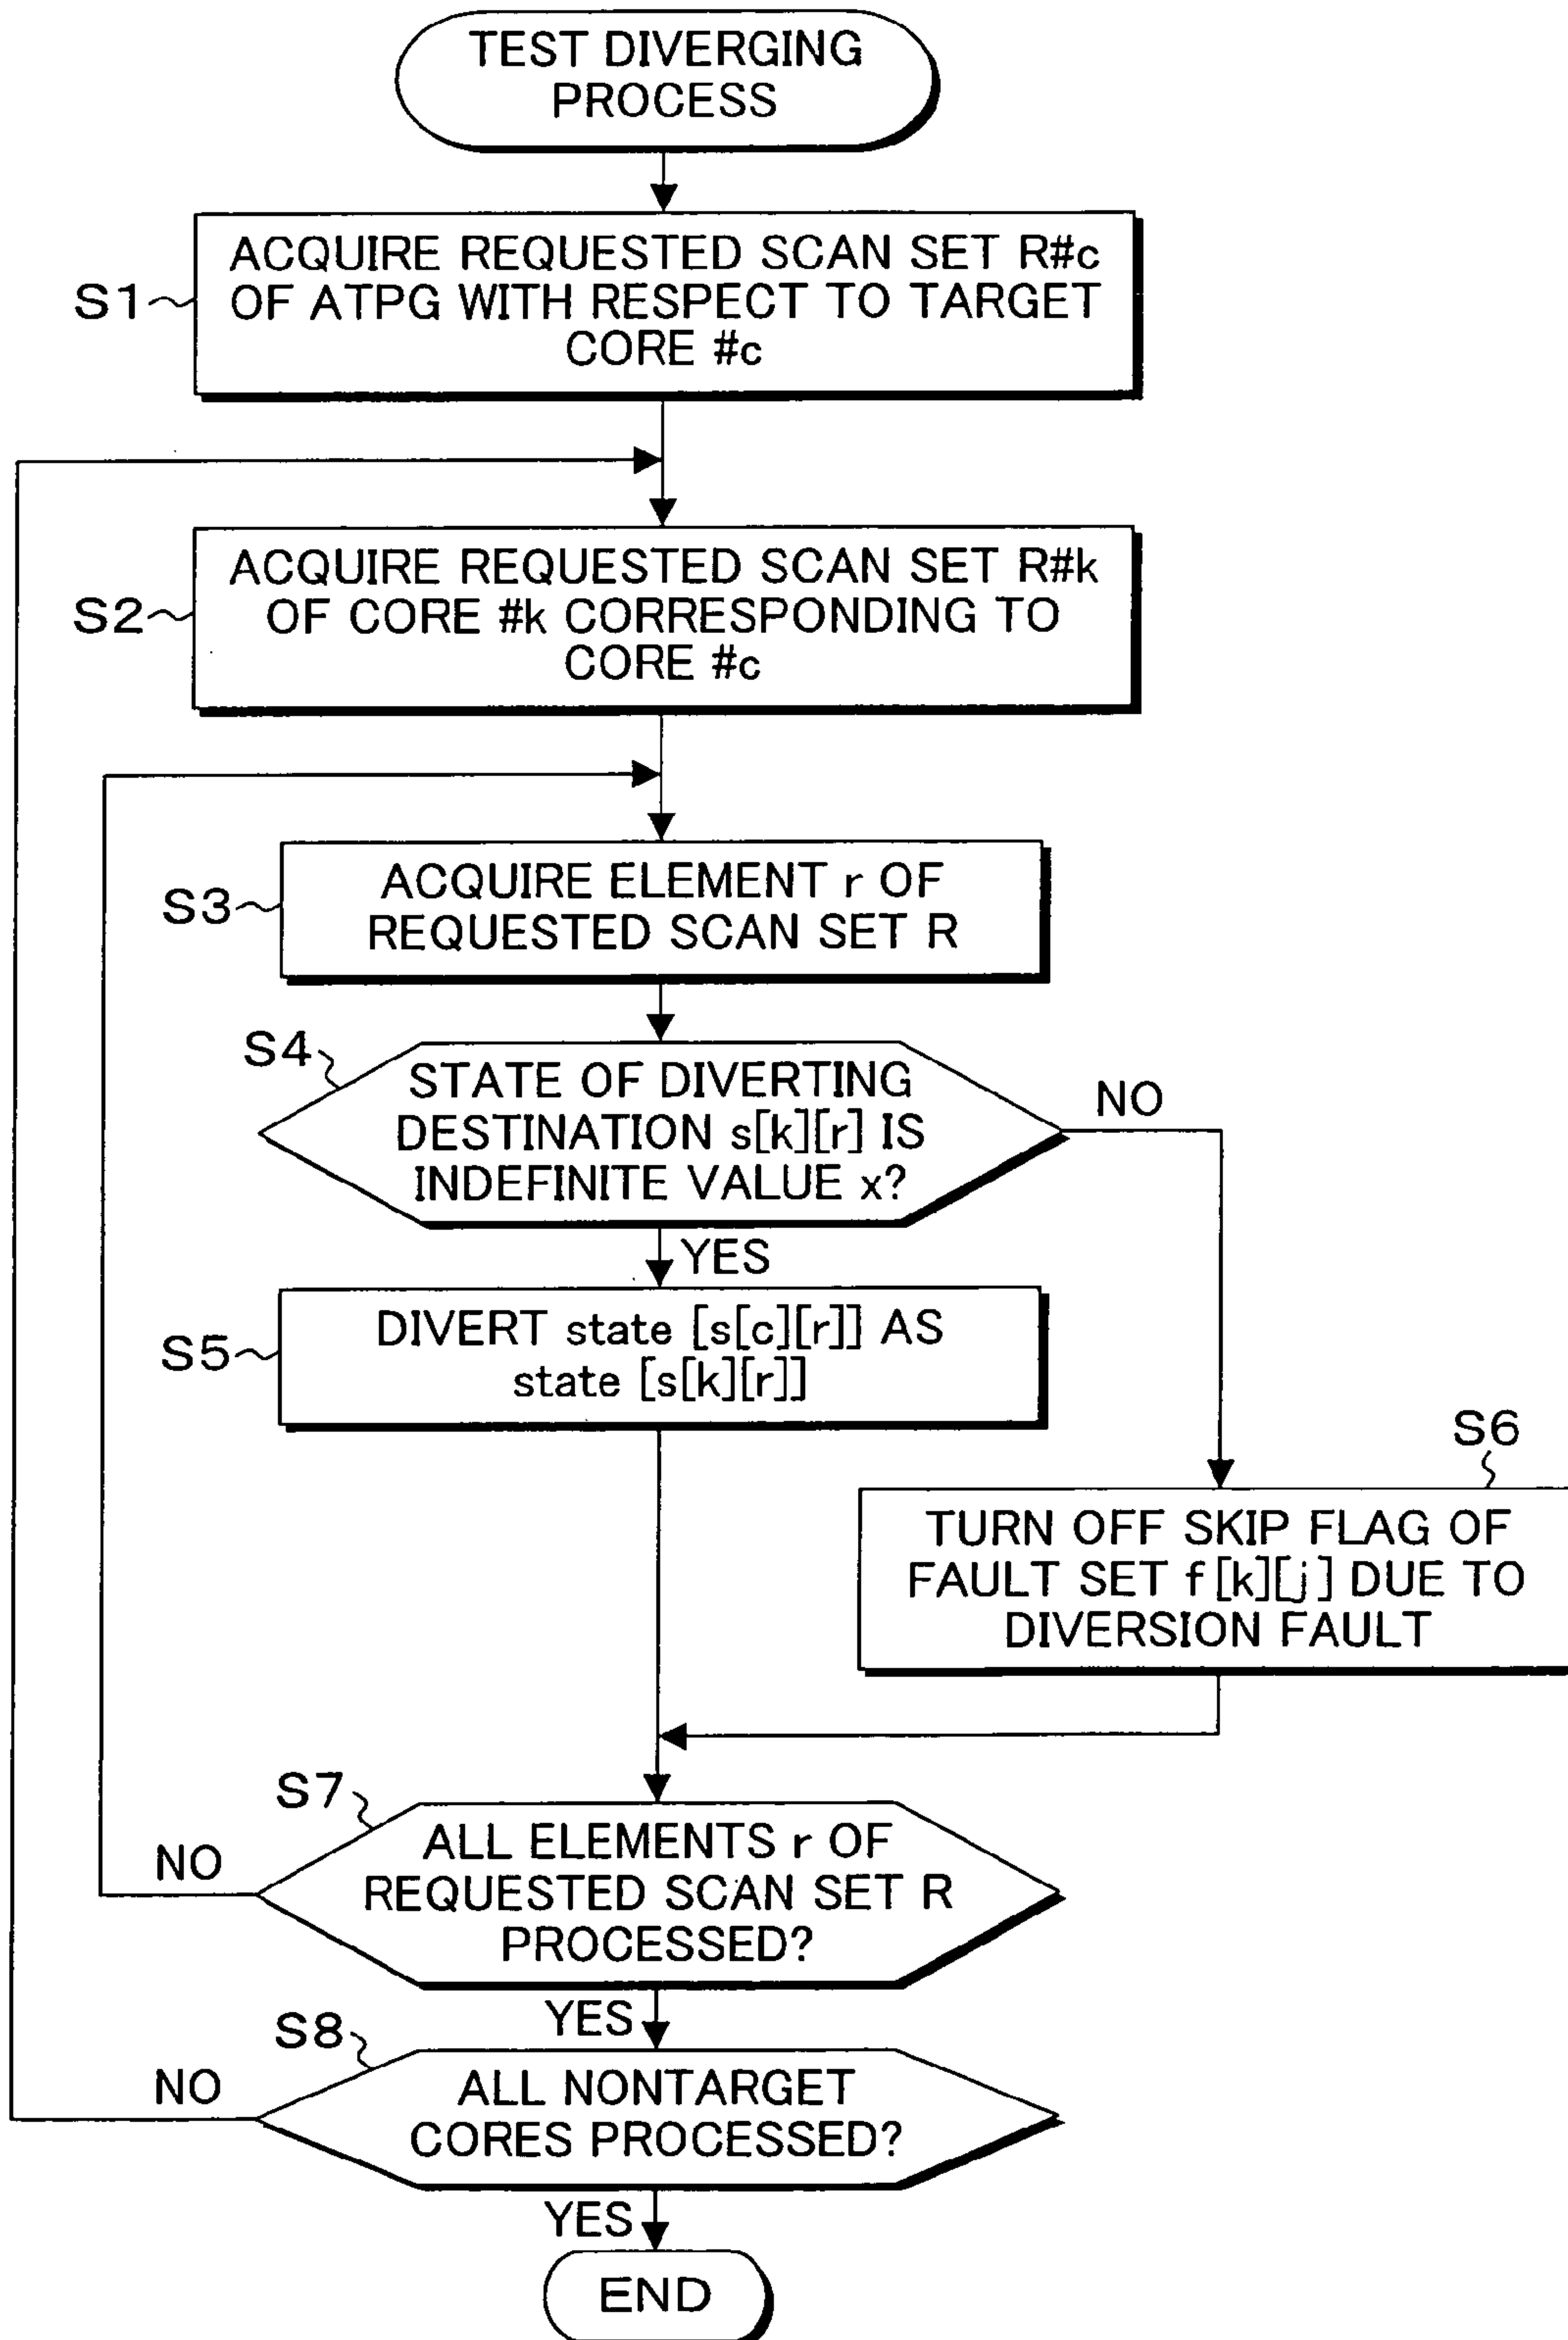 TEST DIVERGING
PROCESS
S1
ACQUIRE REQUESTED SCAN SET R#c
OF ATPG WITH RESPECT TO TARGET
CORE #c
S2
ACQUIRE REQUESTED SCAN SET R#k
OF CORE #k CORRESPONDING TO
CORE #c
S3
ACQUIRE ELEMENT r OF
REQUESTED SCAN SET R
S4
STATE OF DIVERTING
DESTINATION s[k][r] IS
INDEFINITE VALUE x?
NO
YES
S5
DIVERT state [s[c][r]] AS
state [s[k][r]]
S6
TURN OFF SKIP FLAG OF
FAULT SET f[k][j] DUE TO
DIVERSION FAULT
S7
ALL ELEMENTS r OF
REQUESTED SCAN SET R
PROCESSED?
NO
YES
S8
ALL NONTARGET
CORES PROCESSED?
NO
YES
END